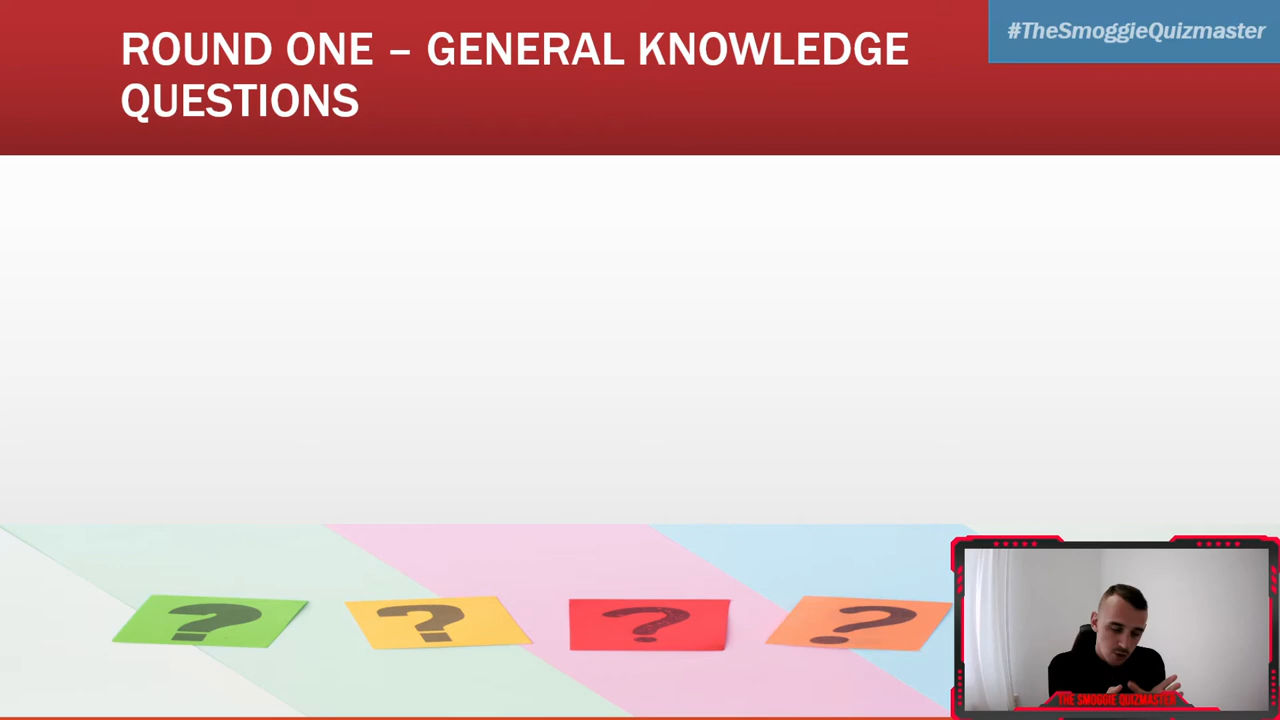 ROUND ONE – GENERAL KNOWLEDGE
QUESTIONS
#TheSmoggieQuizmaster
?
?
?
?
THE SMOGGIE QUIZMASTER